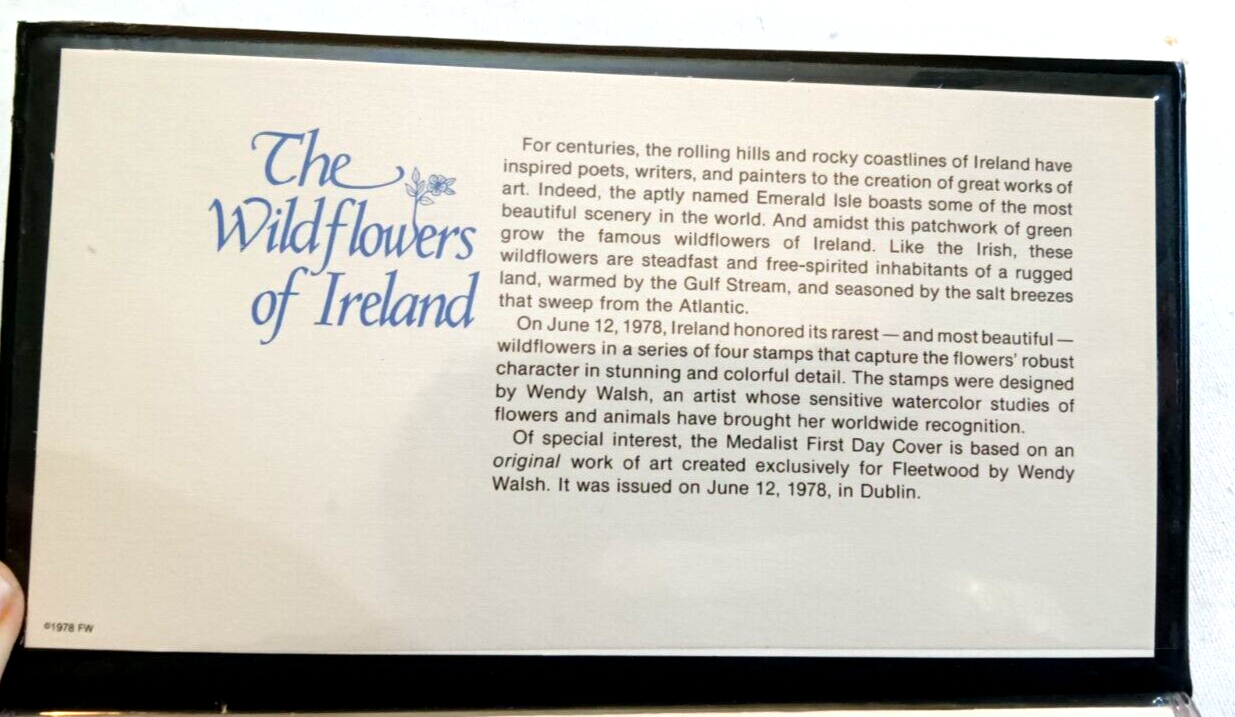 The
Wildflowers
of Ireland
For centuries, the rolling hills and rocky coastlines of Ireland have
inspired poets, writers, and painters to the creation of great works of
art. Indeed, the aptly named Emerald Isle boasts some of the most
beautiful scenery in the world. And amidst this patchwork of green
grow the famous wildflowers of Ireland. Like the Irish, these
wildflowers are steadfast and free-spirited inhabitants of a rugged
land, warmed by the Gulf Stream, and seasoned by the salt breezes
that sweep from the Atlantic.
On June 12, 1978, Ireland honored its rarest — and most beautiful —
wildflowers in a series of four stamps that capture the flowers' robust
character in stunning and colorful detail. The stamps were designed
by Wendy Walsh, an artist whose sensitive watercolor studies of
flowers and animals have brought her worldwide recognition.
Of special interest, the Medalist First Day Cover is based on an
original work of art created exclusively for Fleetwood by Wendy
Walsh. It was issued on June 12, 1978, in Dublin.
©1978 FW